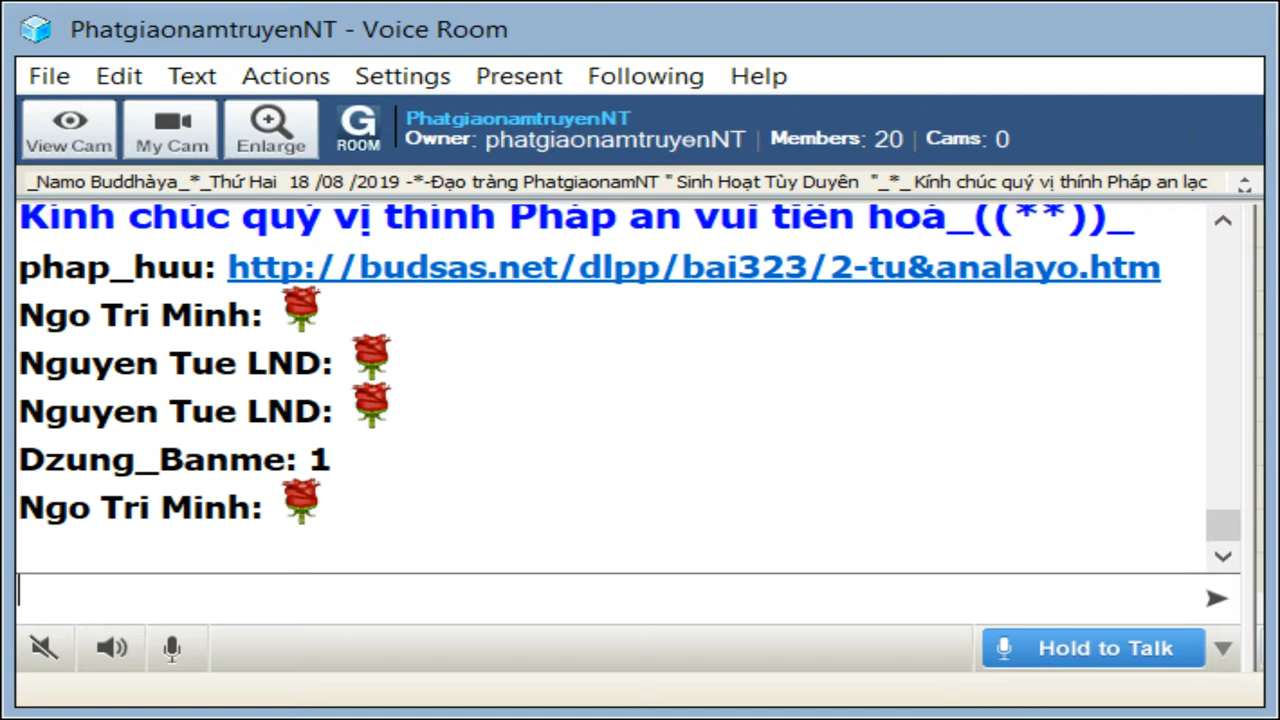 PhatgiaonamtruyenNT - Voice Room
File Edit Text Actions Settings Present Following Help
View Cam My Cam Enlarge G ROOM
PhatgiaonamtruyenNT
Owner: phatgiaonamtruyenNT | Members: 20 | Cams: 0
_Namo Buddhàya_*_Thứ Hai 18 /08 /2019 -*-Đạo tràng PhatgiaonamNT " Sinh Hoạt Tùy Duyên "_*_ Kính chúc quý vị thính Pháp an lạc
Kính chúc quý vị thính Pháp an vui tiến hoá_((**))_
phap_huu: http://budsas.net/dlpp/bai323/2-tu&analayo.htm
Ngo Tri Minh:
Nguyen Tue LND:
Nguyen Tue LND:
Dzung_Banme: 1
Ngo Tri Minh:
Hold to Talk